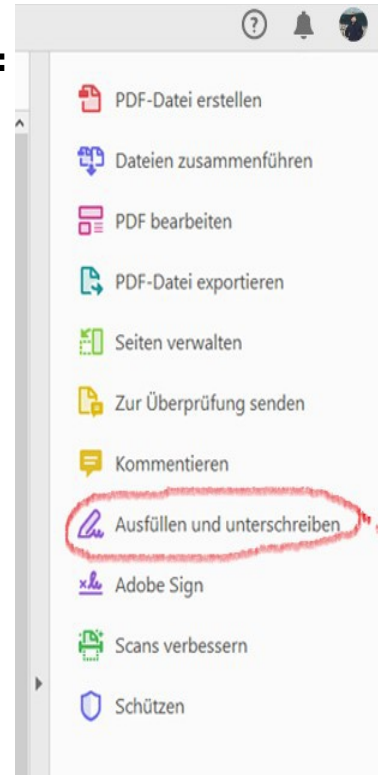 :
PDF-Datei erstellen
Dateien zusammenführen
PDF bearbeiten
PDF-Datei exportieren
Seiten verwalten
Zur Überprüfung senden
Kommentieren
Ausfüllen und unterschreiben "
Adobe Sign
Scans verbessern
Schützen